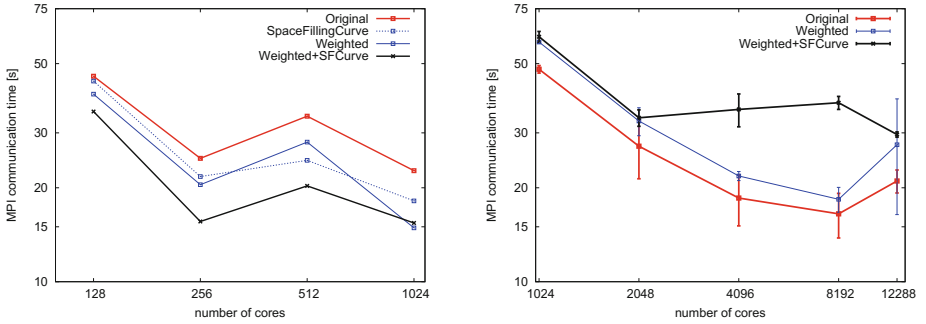 75
50
30
20
15
10
MPI communication time [s]
Original
SpaceFillingCurve
Weighted
Weighted+SFCurve
128
256
512
1024
number of cores
75
50
30
20
15
10
MPI communication time [s]
Original
Weighted
Weighted+SFCurve
1024
2048
4096
8192
12288
number of cores